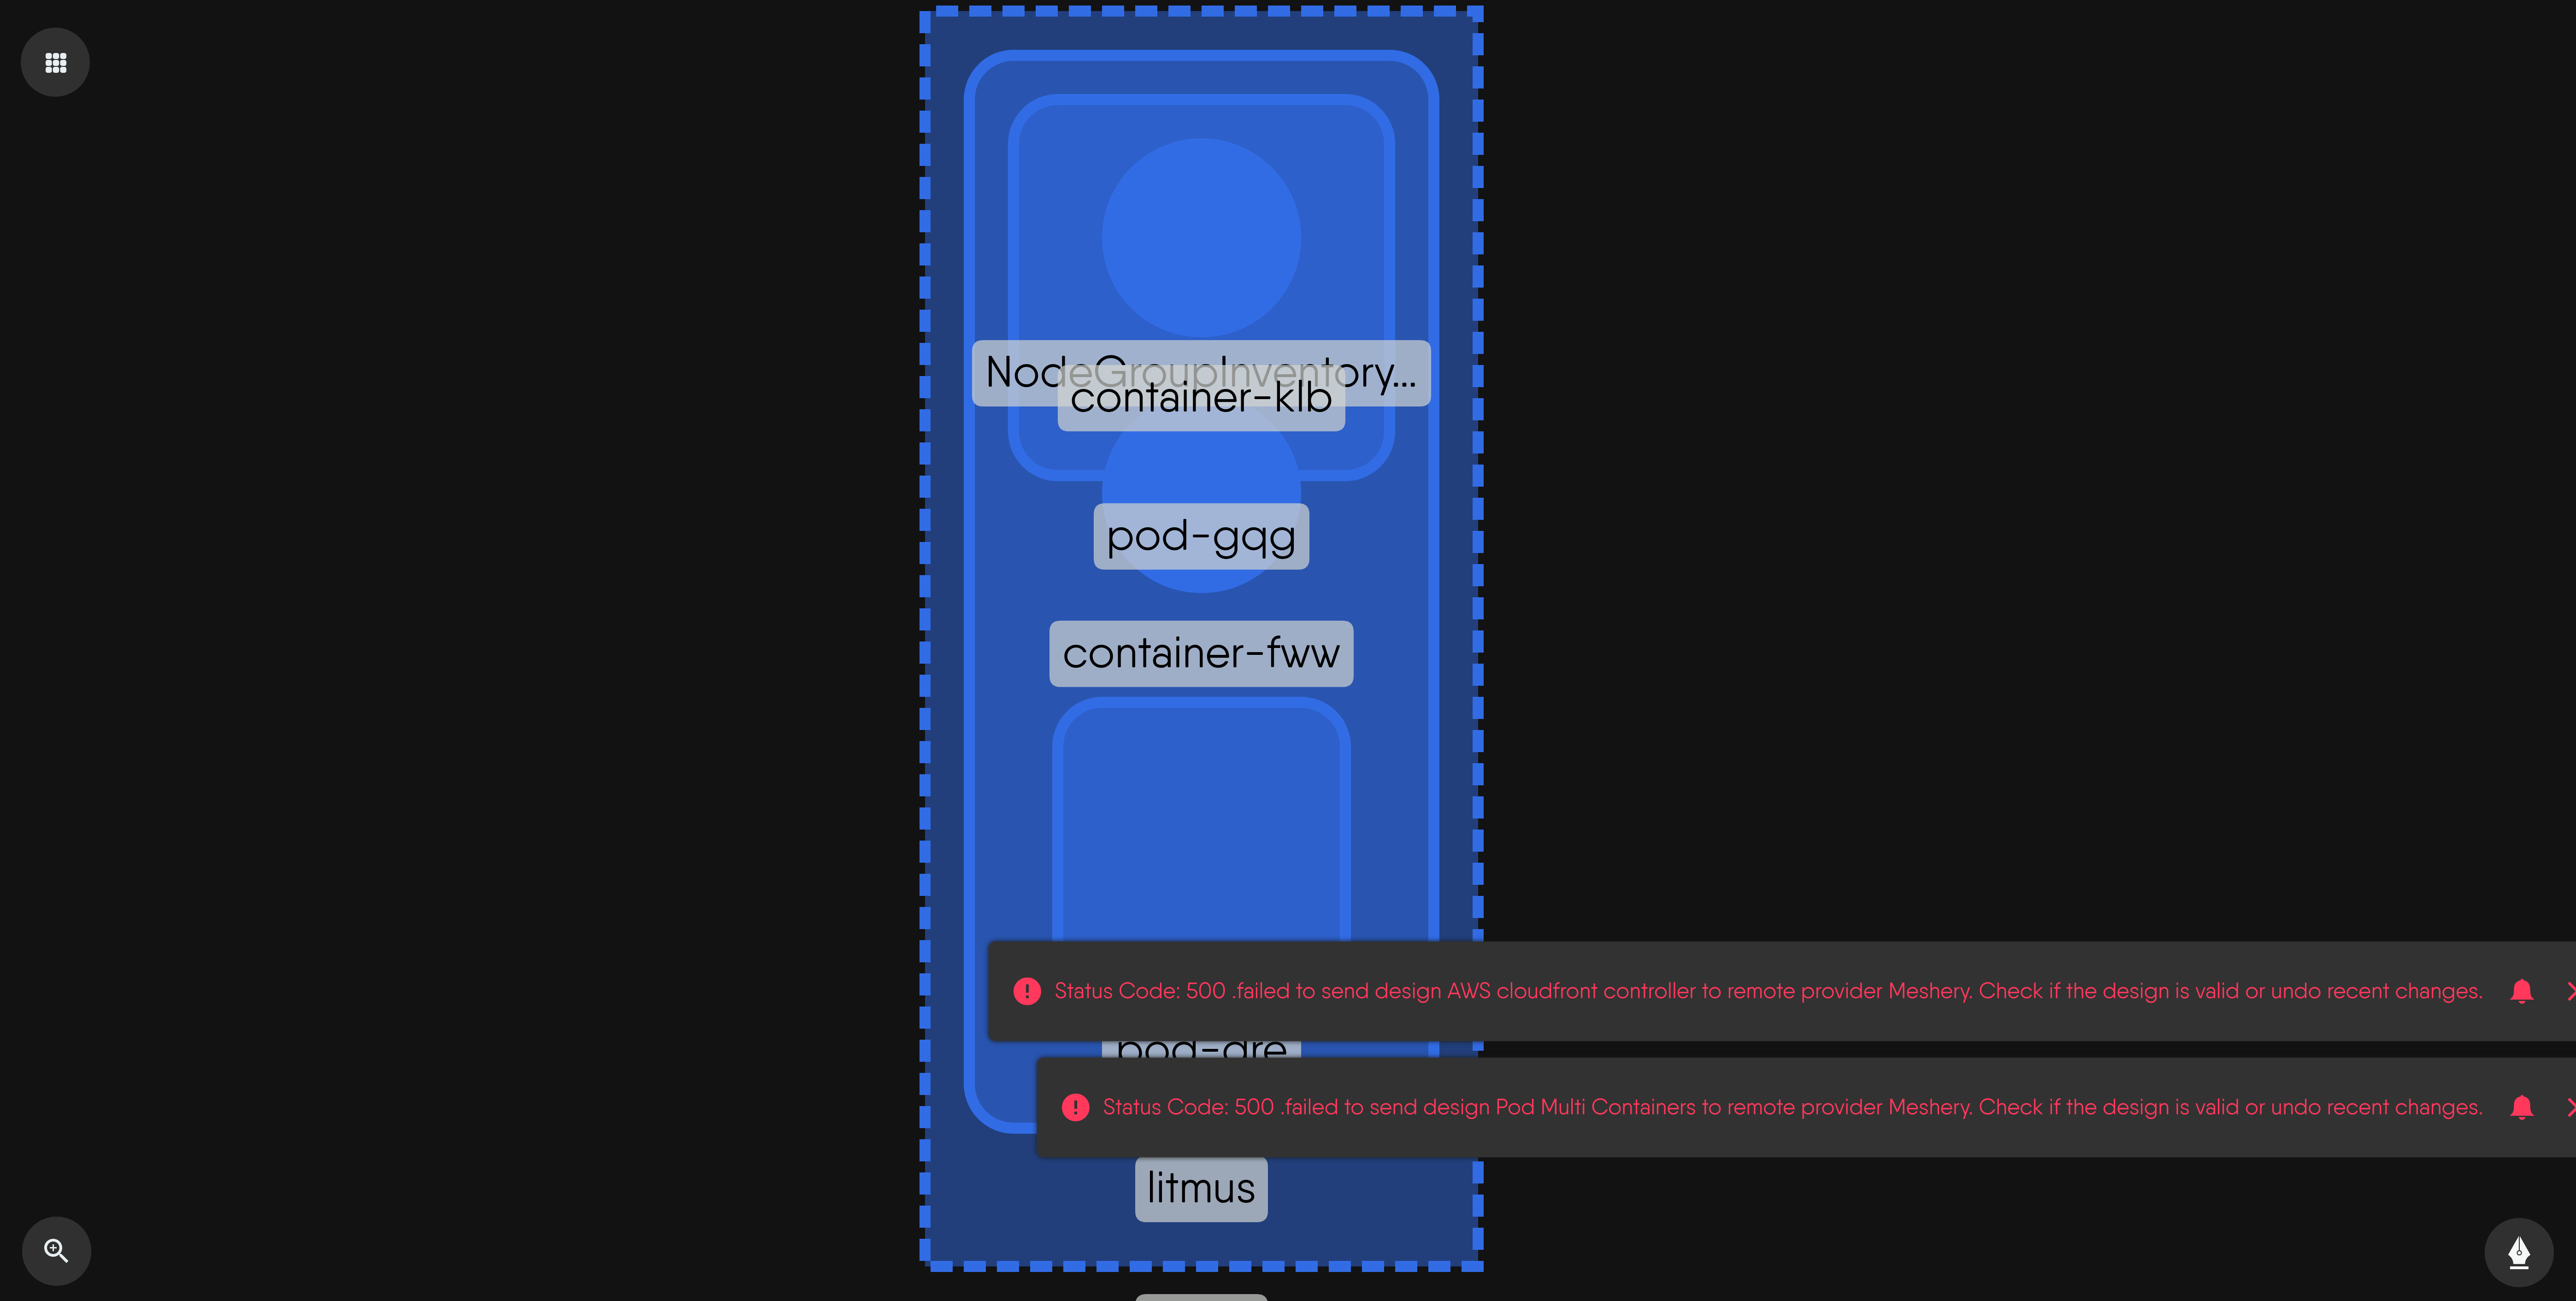 NodeGroupInventory...
container-klb
pod-gqg
container-fww
Status Code: 500 .failed to send design AWS cloudfront controller to remote provider Meshery. Check if the design is valid or undo recent changes.
pod-dre
Status Code: 500 .failed to send design Pod Multi Containers to remote provider Meshery. Check if the design is valid or undo recent changes.
litmus